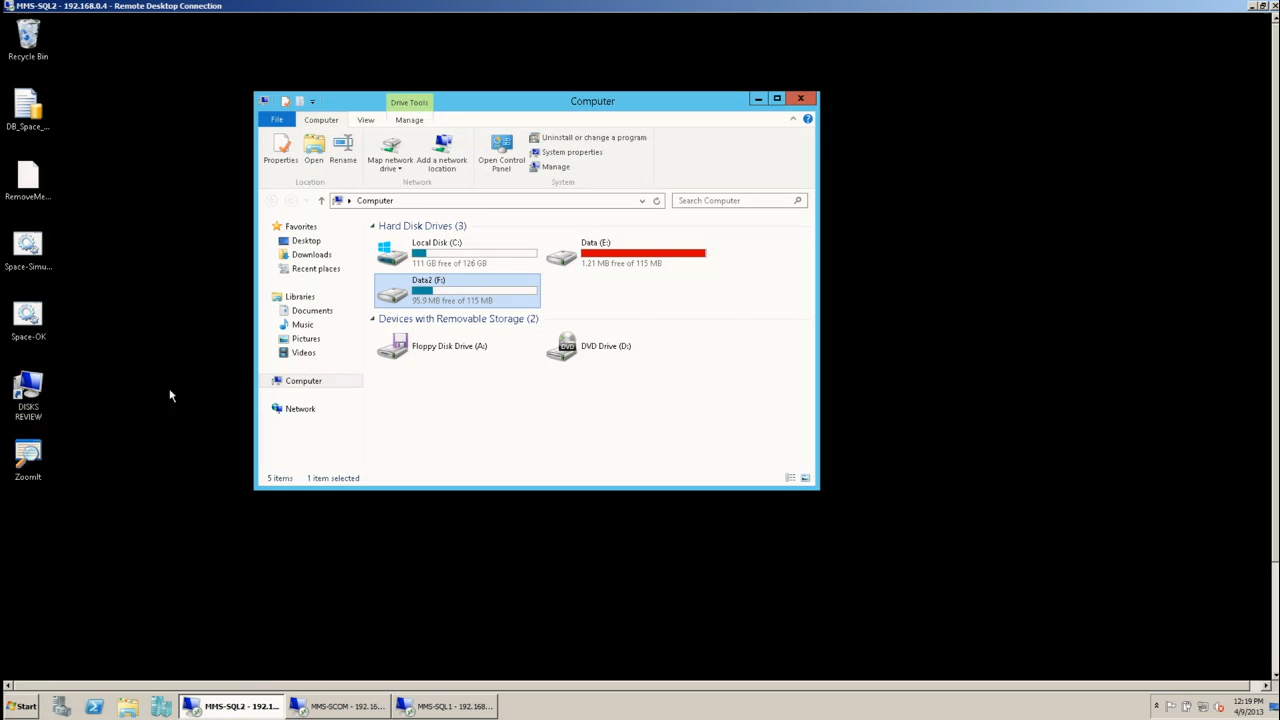 MMS-SQL2 - 192.168.0.4 - Remote Desktop Connection
Recycle Bin
DB_Space_...
RemoveMe...
Space-Simu...
Space-OK
DISKS
REVIEW
ZoomIt
Drive Tools
Computer
File
Computer
View
Manage
Properties
Open
Rename
Map network
drive
Add a network
location
Open Control
Panel
Uninstall or change a program
System properties
Manage
Location
Network
System
Computer
Search Computer
Favorites
Desktop
Downloads
Recent places
Libraries
Documents
Music
Pictures
Videos
Computer
Network
Hard Disk Drives (3)
Local Disk (C:)
111 GB free of 126 GB
Data (E:)
1.21 MB free of 115 MB
Data2 (F:)
95.9 MB free of 115 MB
Devices with Removable Storage (2)
Floppy Disk Drive (A:)
DVD
DVD Drive (D:)
5 items
1 item selected
Start
MMS-SQL2 - 192.1...
MMS-SCOM - 192.16...
MMS-SQL1 - 192.168...
12:19 PM
4/9/2013